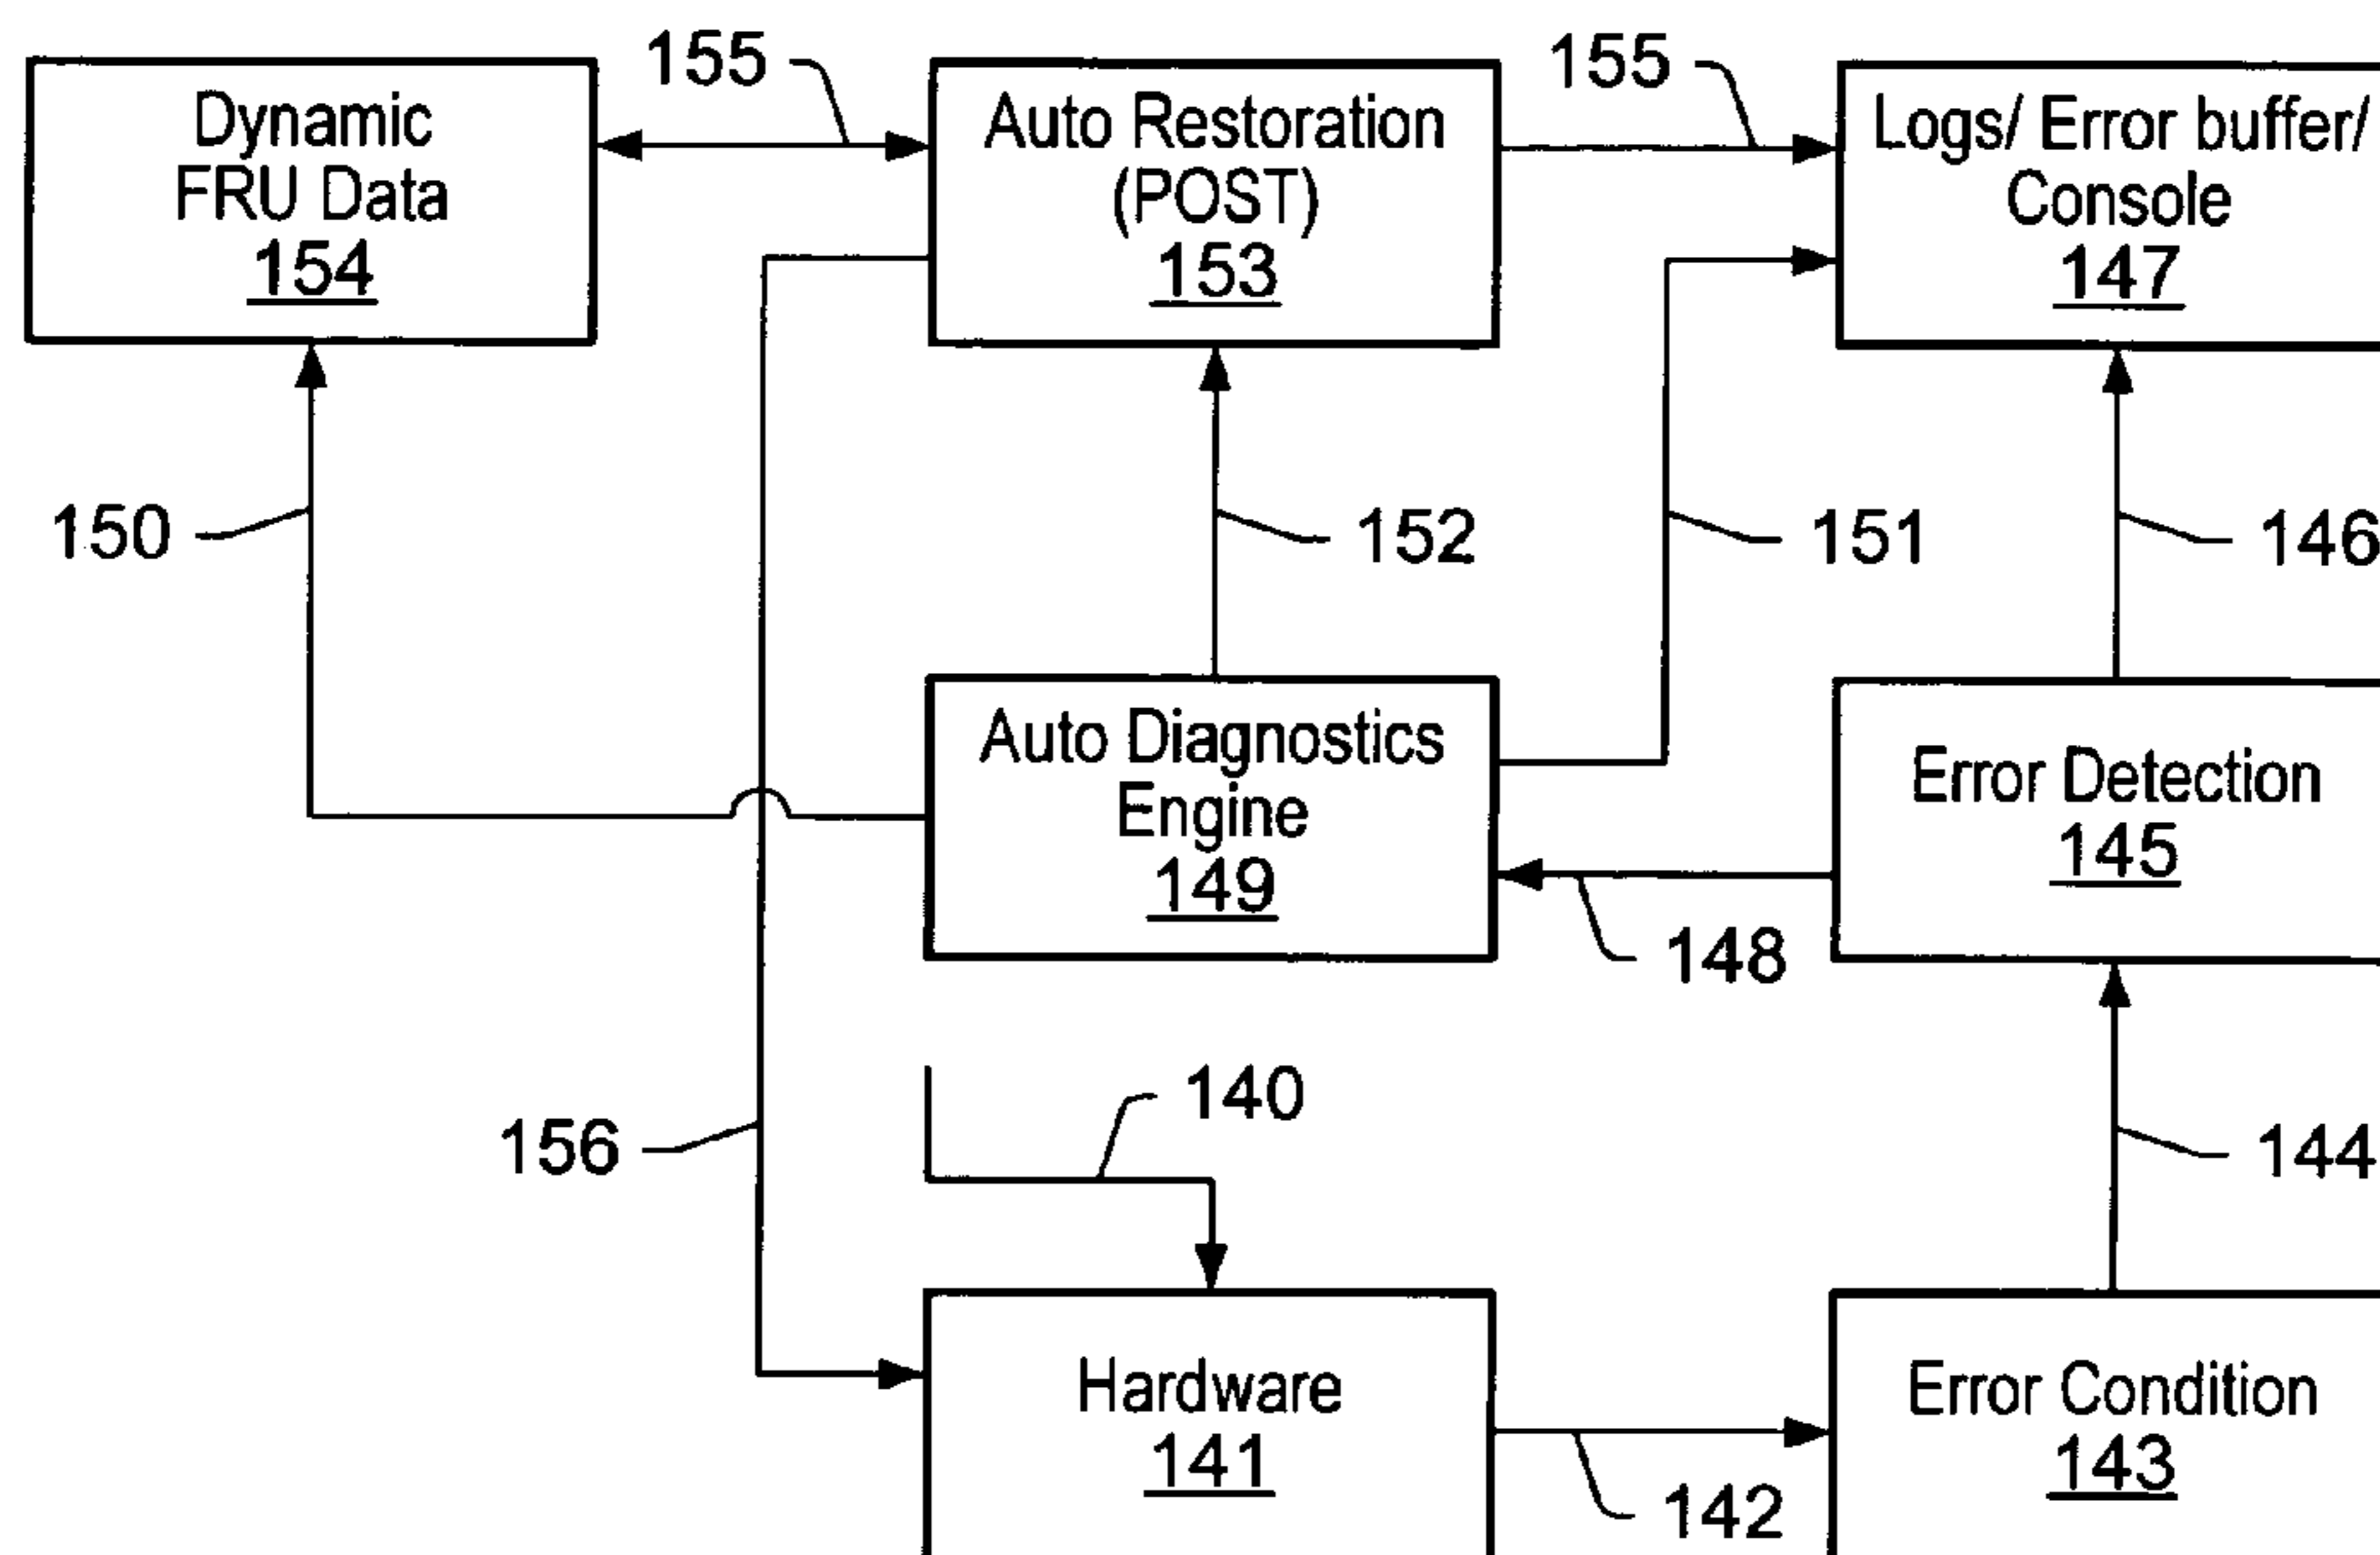 155
155
Dynamic
FRU Data
154
Auto Restoration
(POST)
153
Logs/ Error buffer/
Console
147
150
152
151
146
Auto Diagnostics
Engine
149
Error Detection
145
148
140
156
144
Hardware
141
Error Condition
143
142